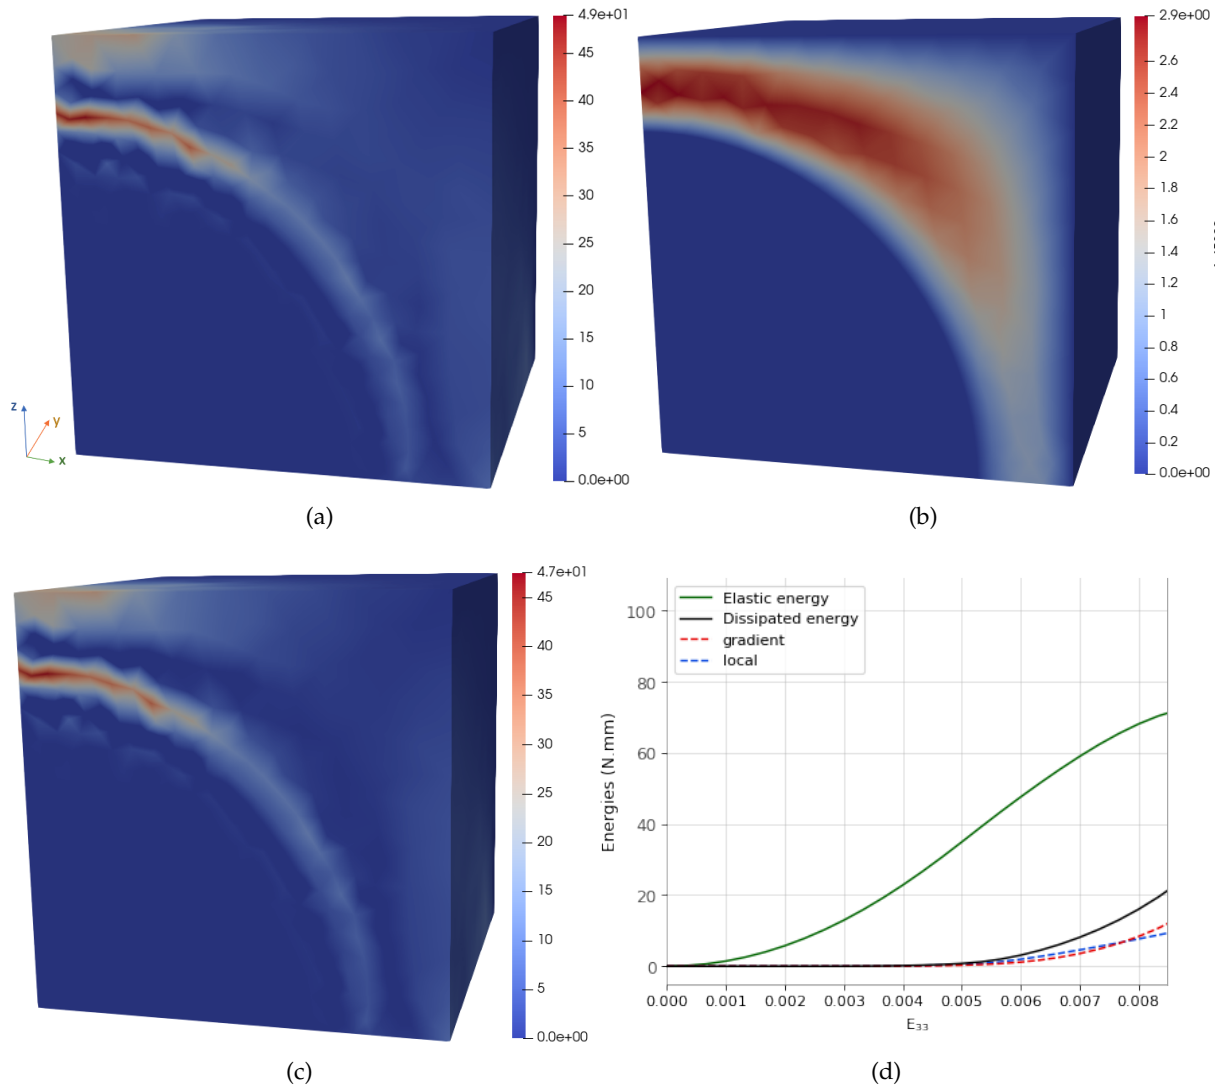 4.9e+01
45
40
35
30
25
20
15
10
5
0.0e+00
z
y
x
(a)
2.9e+00
2.6
2.4
2.2
2
1.8
1.6
1.4
1.2
1
0.8
0.6
0.4
0.2
0.0e+00
(b)
4.7e+01
45
40
35
30
25
20
15
10
5
0.0e+00
(c)
Elastic energy
Dissipated energy
gradient
local
100
80
60
40
20
0
Energies (N.mm)
0.000 0.001 0.002 0.003 0.004 0.005 0.006 0.007 0.008
E₃₃
(d)